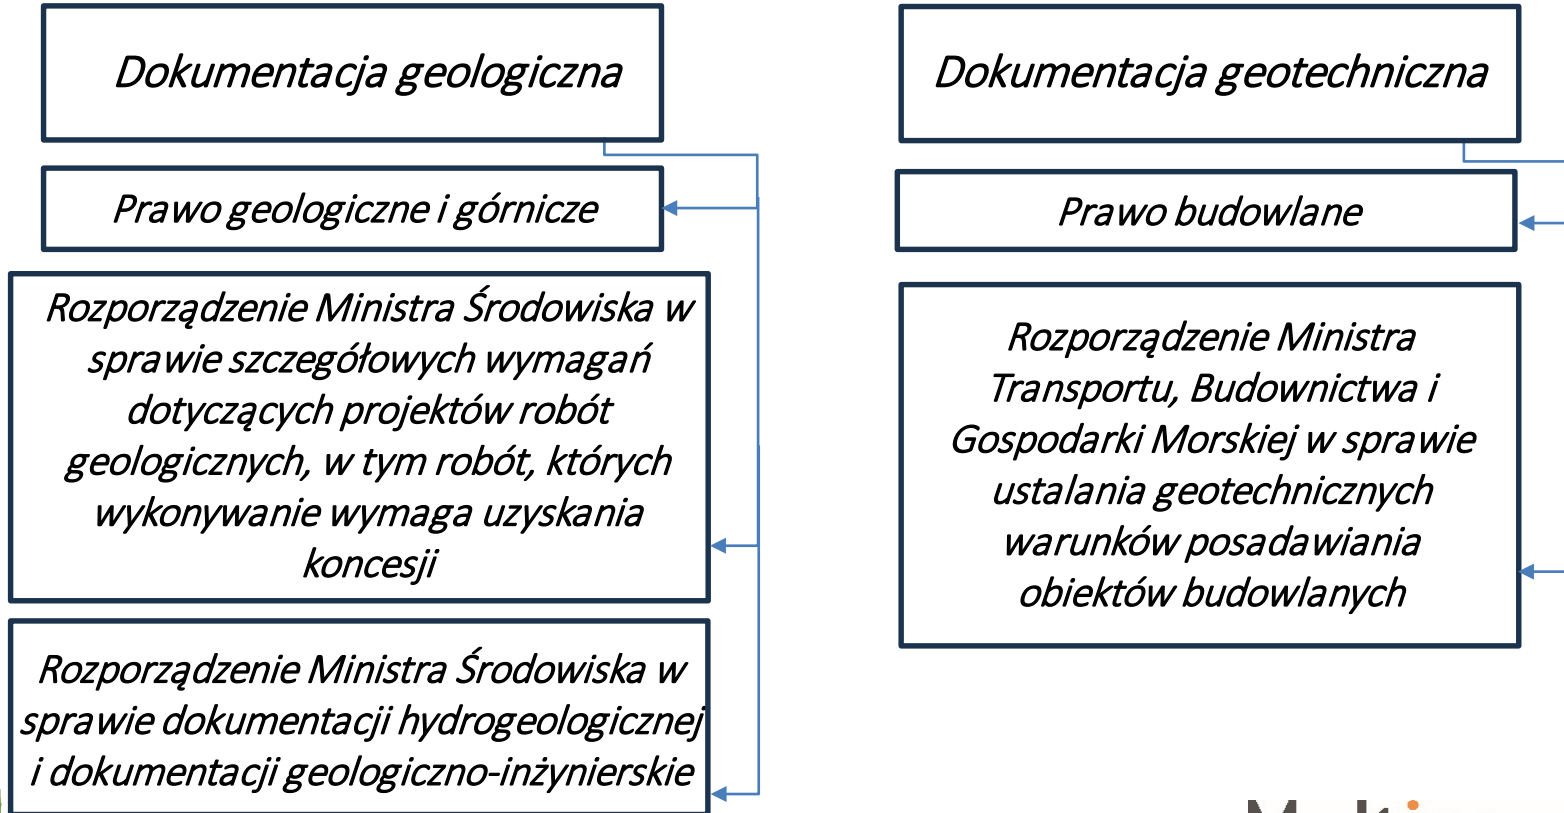 Dokumentacja geologiczna
Prawo geologiczne i górnicze
Rozporządzenie Ministra Środowiska w
sprawie szczegółowych wymagań
dotyczących projektów robót
geologicznych, w tym robót, których
wykonywanie wymaga uzyskania
koncesji
Rozporządzenie Ministra Środowiska w
sprawie dokumentacji hydrogeologicznej
i dokumentacji geologiczno-inżynierskie
Dokumentacja geotechniczna
Prawo budowlane
Rozporządzenie Ministra
Transportu, Budownictwa i
Gospodarki Morskiej w sprawie
ustalania geotechnicznych
warunków posadawiania
obiektów budowlanych